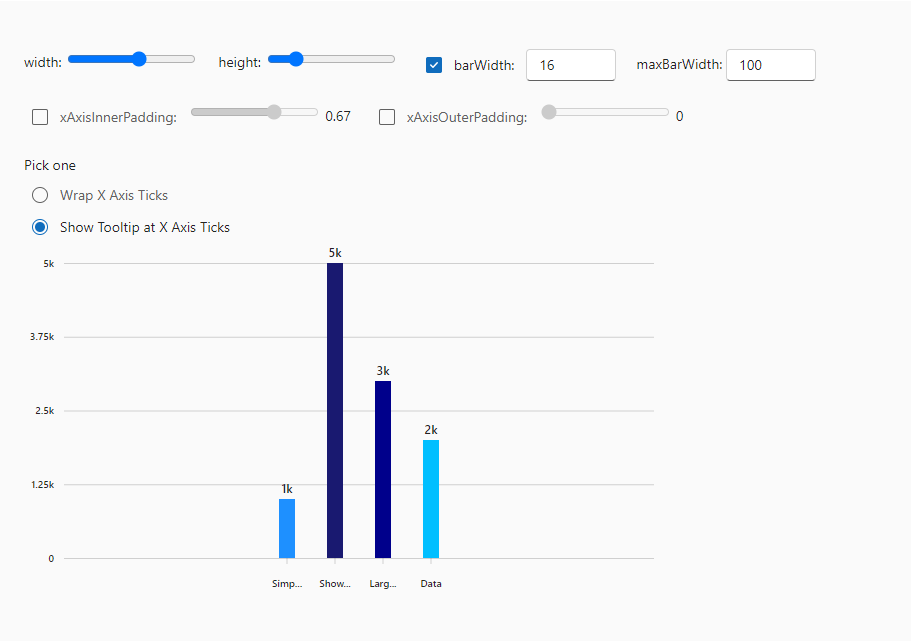 width: height: barWidth: 16 maxBarWidth: 100
xAxisInnerPadding: 0.67 xAxisOuterPadding: 0
Pick one
Wrap X Axis Ticks
Show Tooltip at X Axis Ticks
5k
5k
3.75k
3k
2.5k
2k
1.25k
1k
0
Simp... Show... Larg... Data